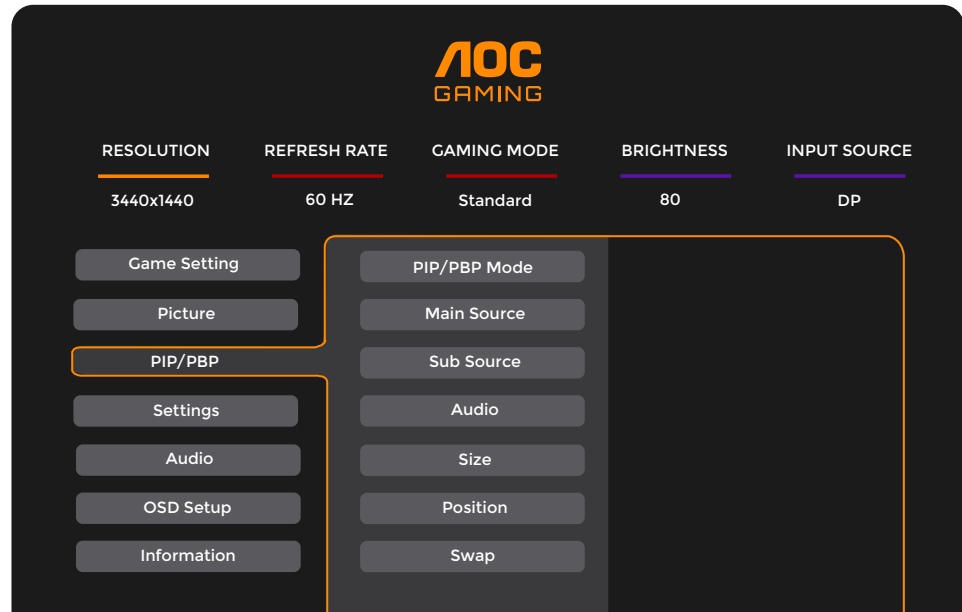 AOC
GAMING
RESOLUTION REFRESH RATE GAMING MODE BRIGHTNESS INPUT SOURCE
3440x1440 60 HZ Standard 80 DP
Game Setting
Picture
PIP/PBP
Settings
Audio
OSD Setup
Information
PIP/PBP Mode
Main Source
Sub Source
Audio
Size
Position
Swap